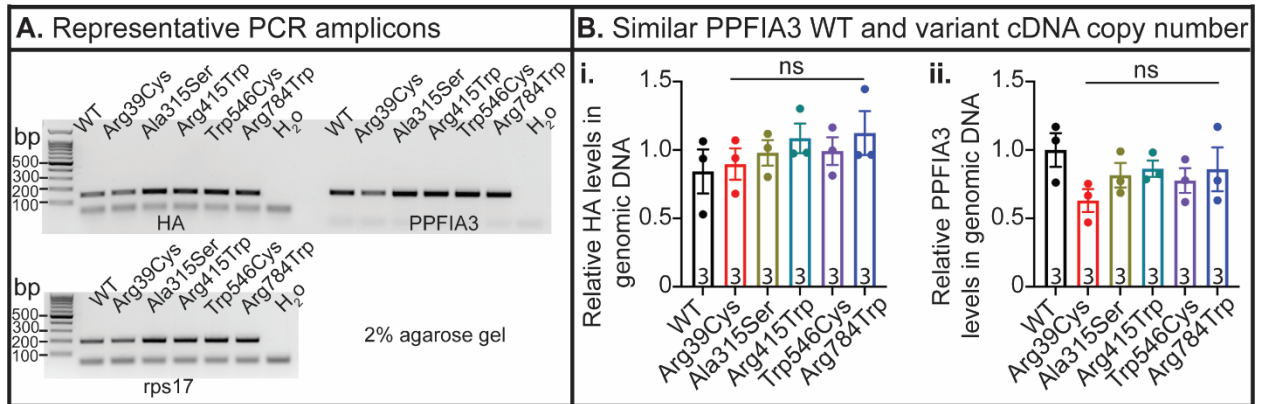 A. Representative PCR amplicons
bp
WT Arg39Cys Ala315Ser Arg415Trp Trp546Cys Arg784Trp H2o
WT Arg39Cys Ala315Ser Arg415Trp Trp546Cys Arg784Trp H2o
500
300
200
100
HA
PPFIA3
bp
WT Arg39Cys Ala315Ser Arg415Trp Trp546Cys Arg784Trp H2o
500
300
200
100
rps17
2% agarose gel
B. Similar PPFIA3 WT and variant cDNA copy number
i.
ns
Relative HA levels in
genomic DNA
1.5
1.0
0.5
0
3 3 3 3 3 3
WT Arg39Cys Ala315Ser Arg415Trp Trp546Cys Arg784Trp
ii.
ns
Relative PPFIA3
levels in genomic DNA
1.5
1.0
0.5
0
3 3 3 3 3 3
WT Arg39Cys Ala315Ser Arg415Trp Trp546Cys Arg784Trp